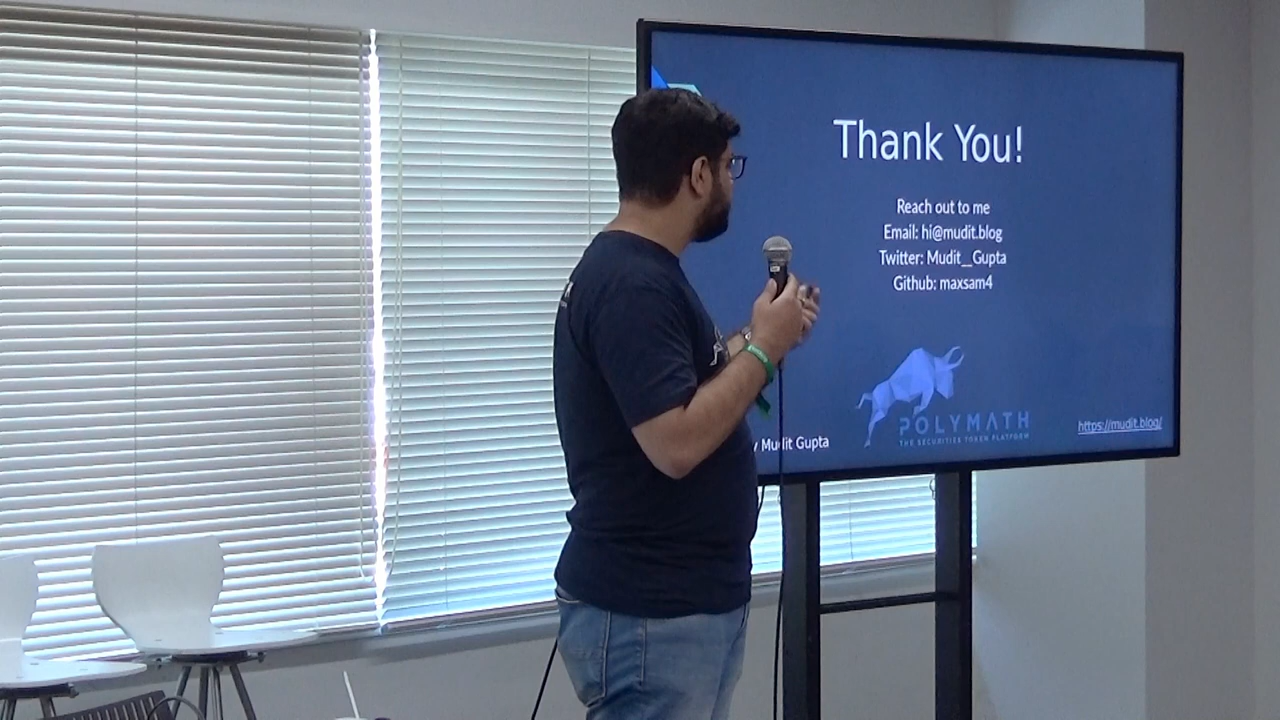 Thank You!
Reach out to me
Email: hi@mudit.blog
Twitter: Mudit__Gupta
Github: maxsam4
POLYMATH
THE SECURITIES TOKEN PLATFORM
Mudit Gupta
https://mudit.blog/